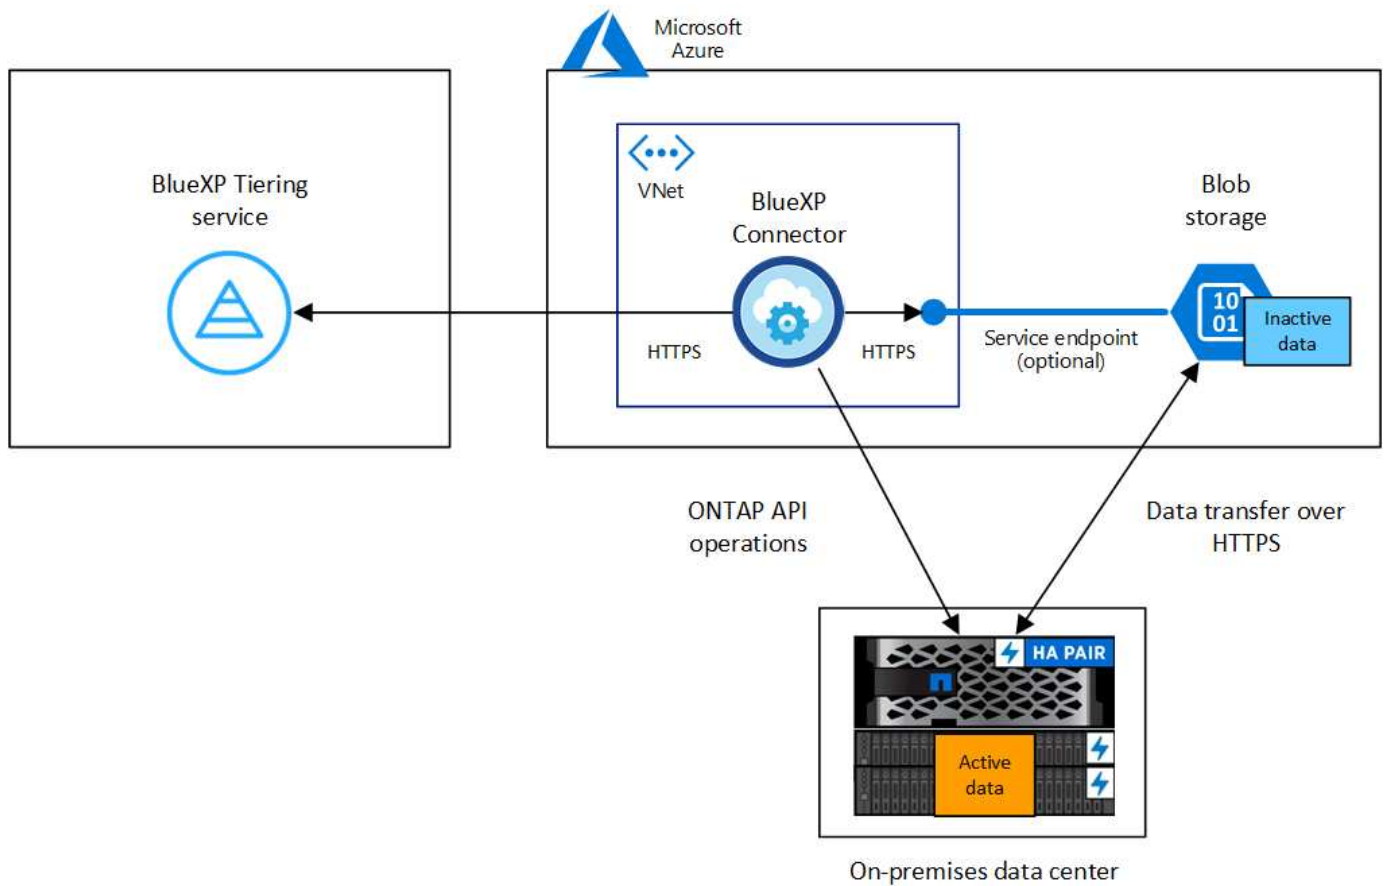 Microsoft
Azure
BlueXP Tiering
service
VNet
BlueXP
Connector
Blob
storage
HTTPS
HTTPS
Service endpoint
(optional)
10
01
Inactive
data
ONTAP API
operations
Data transfer over
HTTPS
HA PAIR
Active
data
On-premises data center